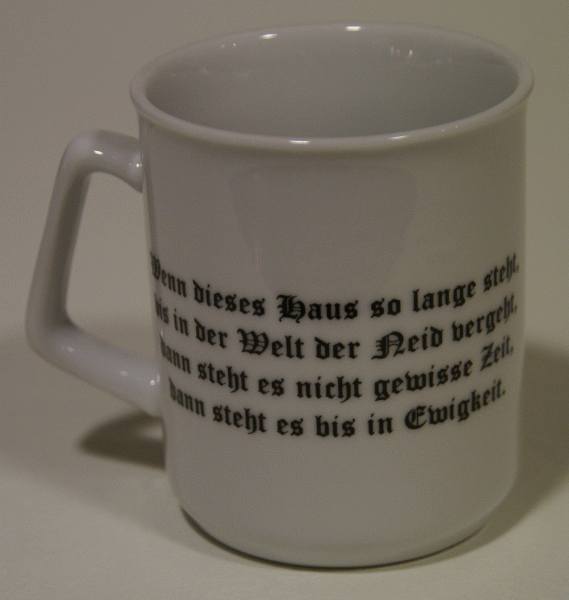 Wenn dieses Haus so lange steht,
bis in der Welt der Neid vergeht,
dann steht es nicht gewisse Zeit,
dann steht es bis in Ewigkeit.